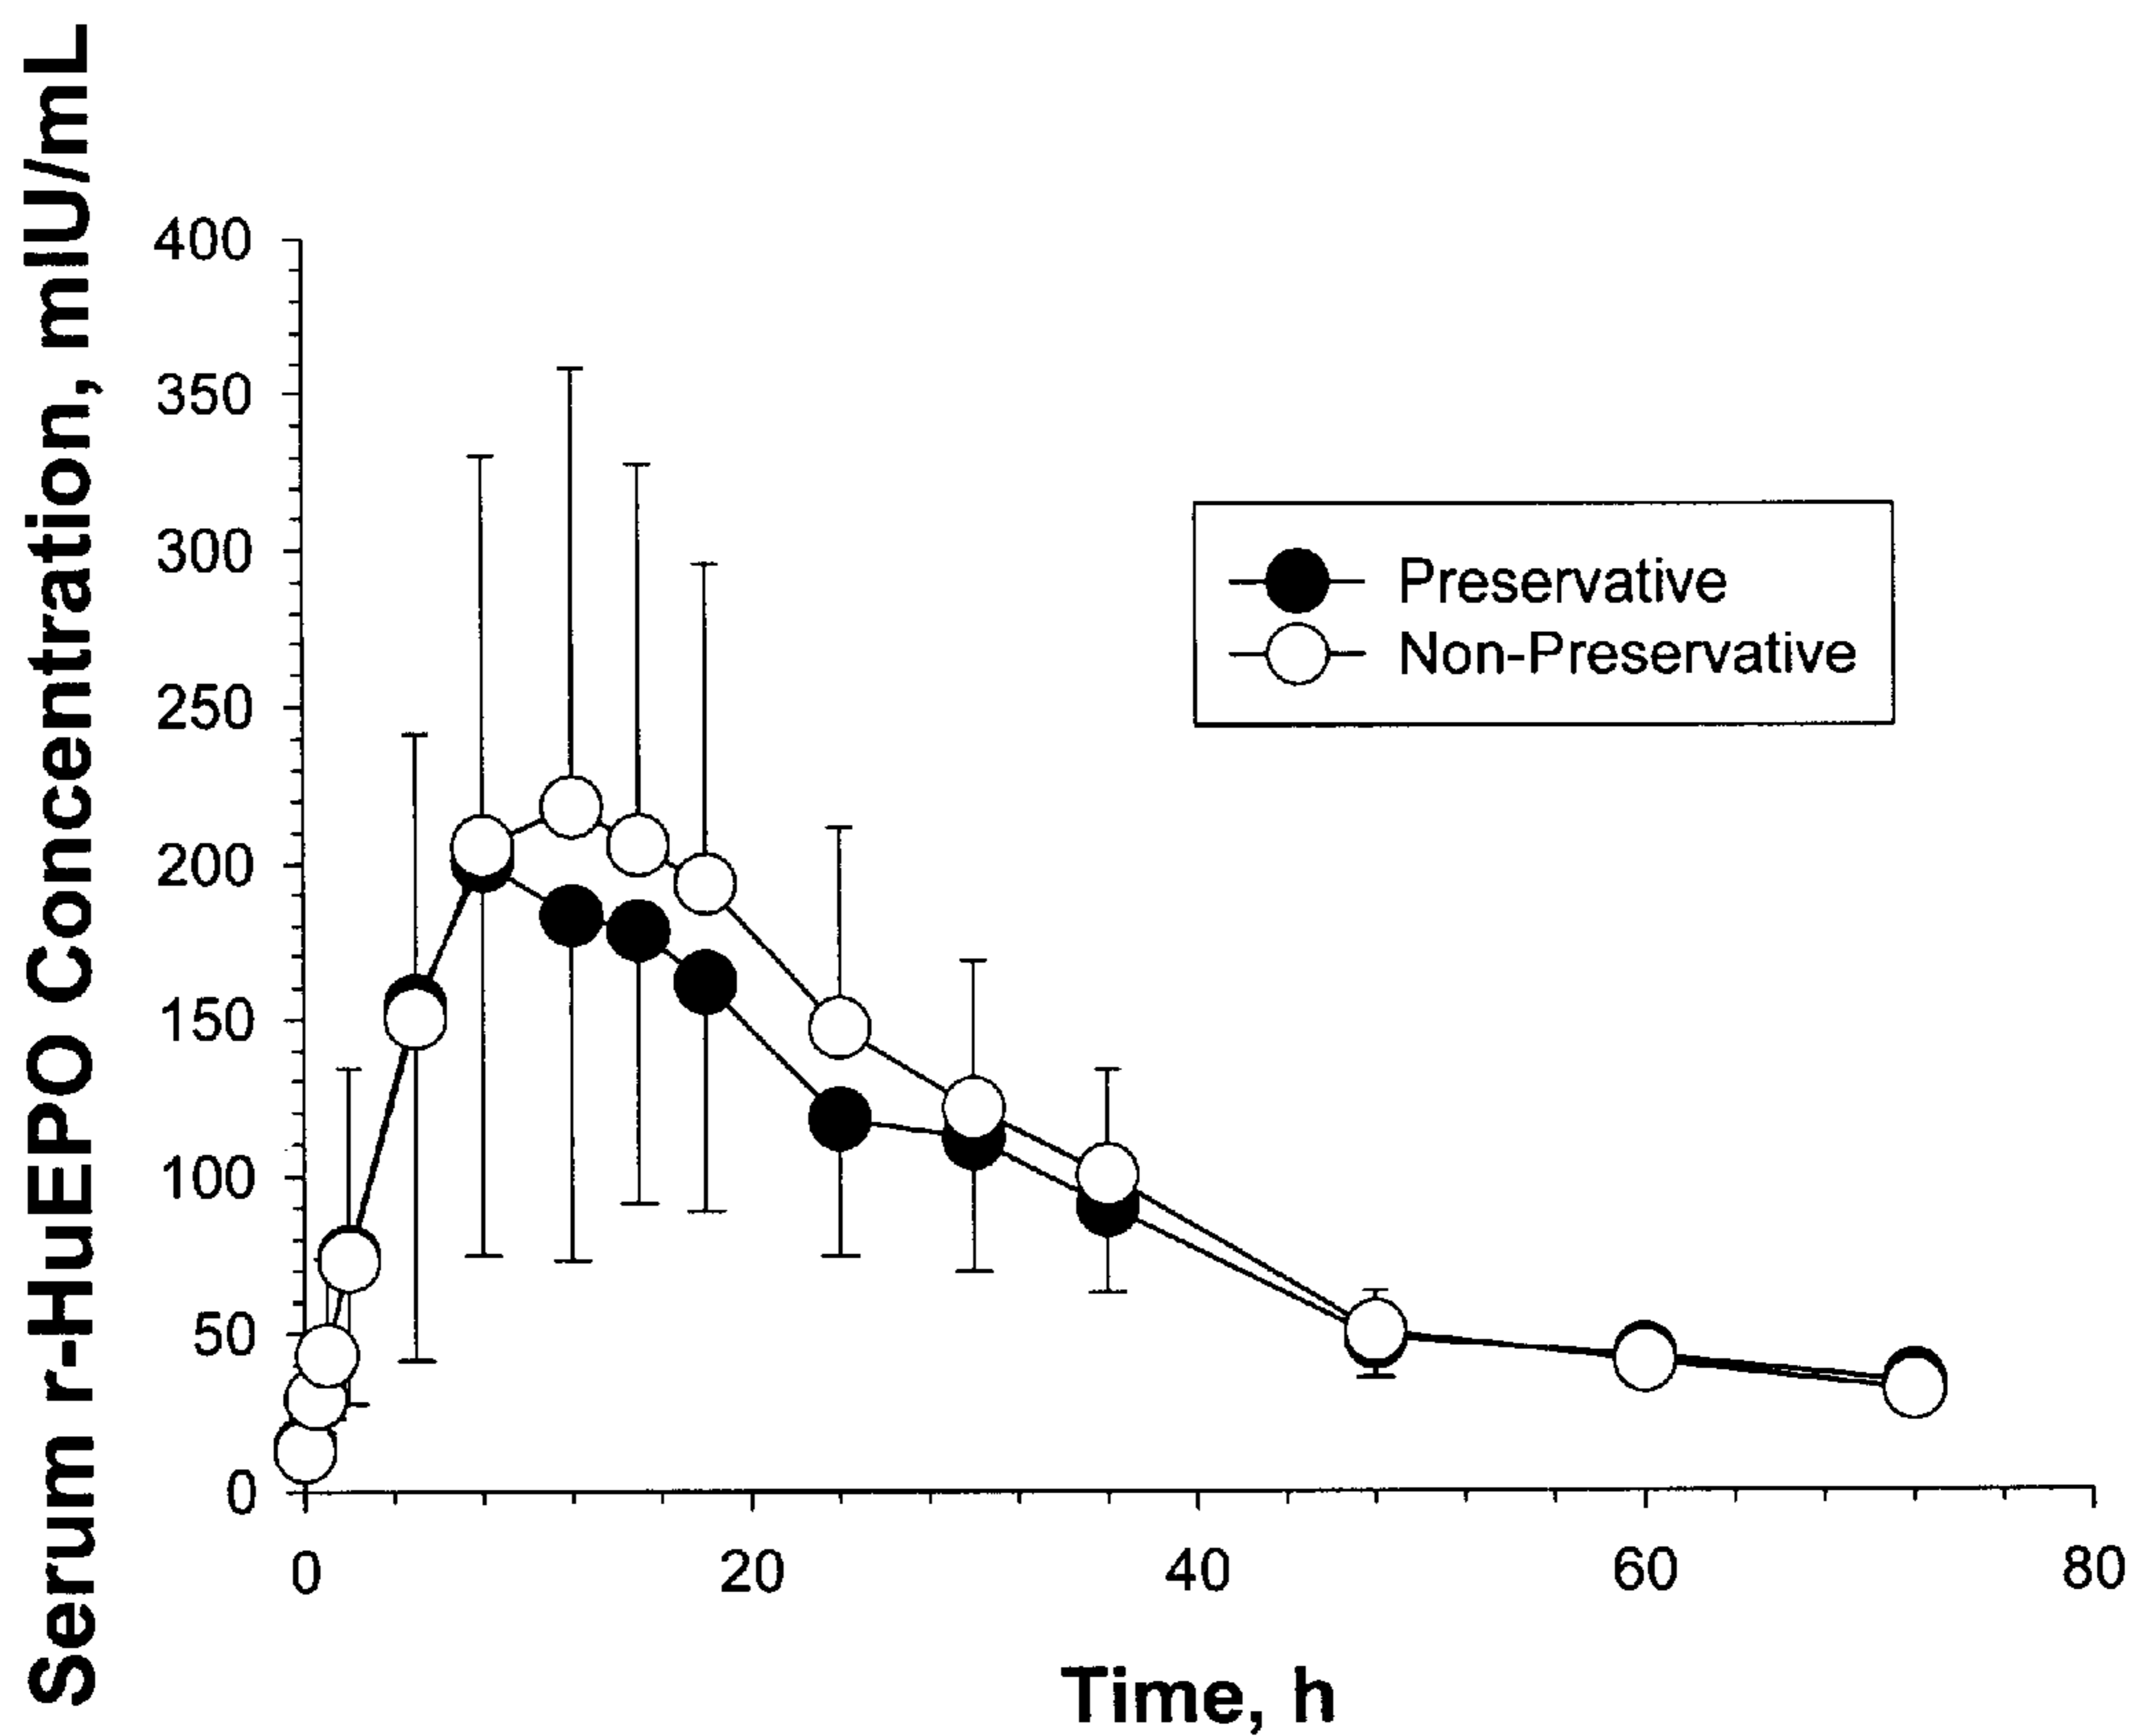 Serum r-HuEPO Concentration, mIU/mL
400
350
300
250
200
150
100
50
0
Preservative
Non-Preservative
0 20 40 60 80
Time, h